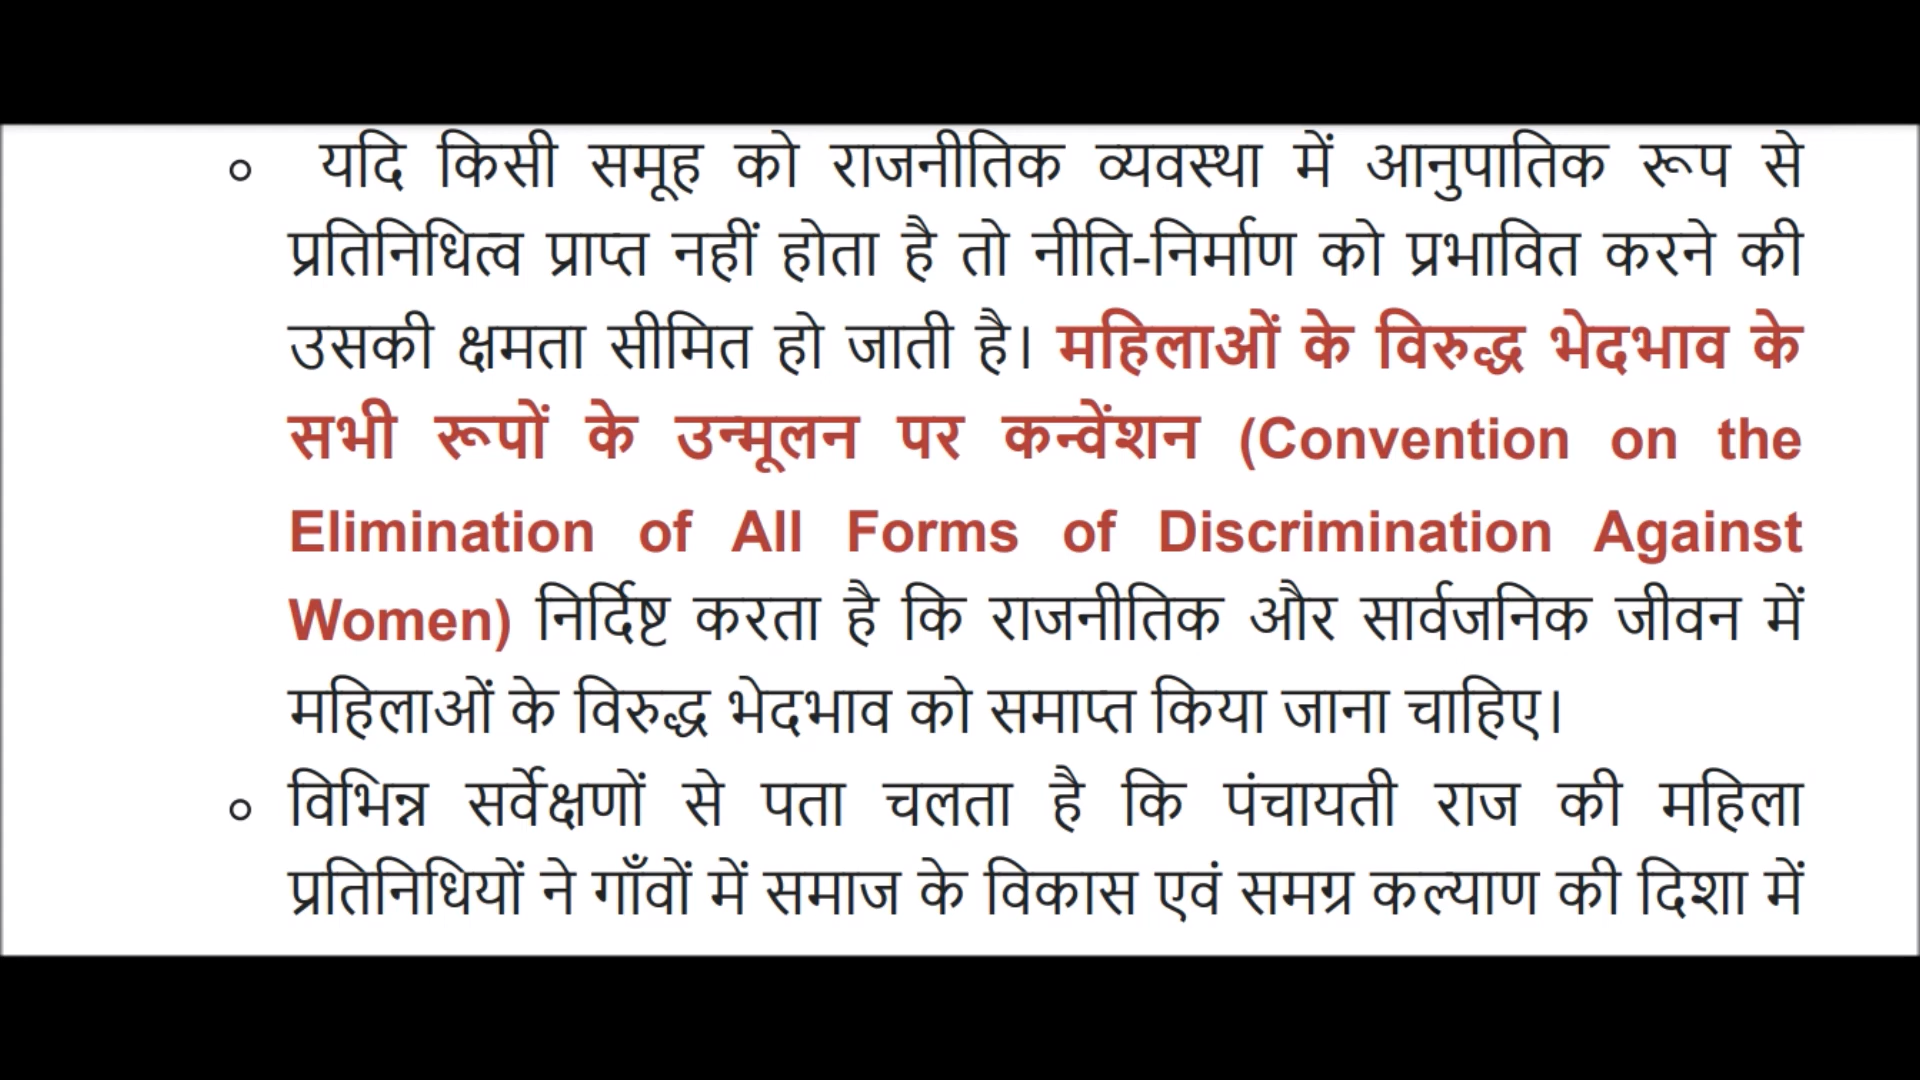 ◦ यदि किसी समूह को राजनीतिक व्यवस्था में आनुपातिक रूप से
प्रतिनिधित्व प्राप्त नहीं होता है तो नीति-निर्माण को प्रभावित करने की
उसकी क्षमता सीमित हो जाती है। महिलाओं के विरुद्ध भेदभाव के
सभी रूपों के उन्मूलन पर कन्वेंशन (Convention on the
Elimination of All Forms of Discrimination Against
Women) निर्दिष्ट करता है कि राजनीतिक और सार्वजनिक जीवन में
महिलाओं के विरुद्ध भेदभाव को समाप्त किया जाना चाहिए।
◦ विभिन्न सर्वेक्षणों से पता चलता है कि पंचायती राज की महिला
प्रतिनिधियों ने गाँवों में समाज के विकास एवं समग्र कल्याण की दिशा में